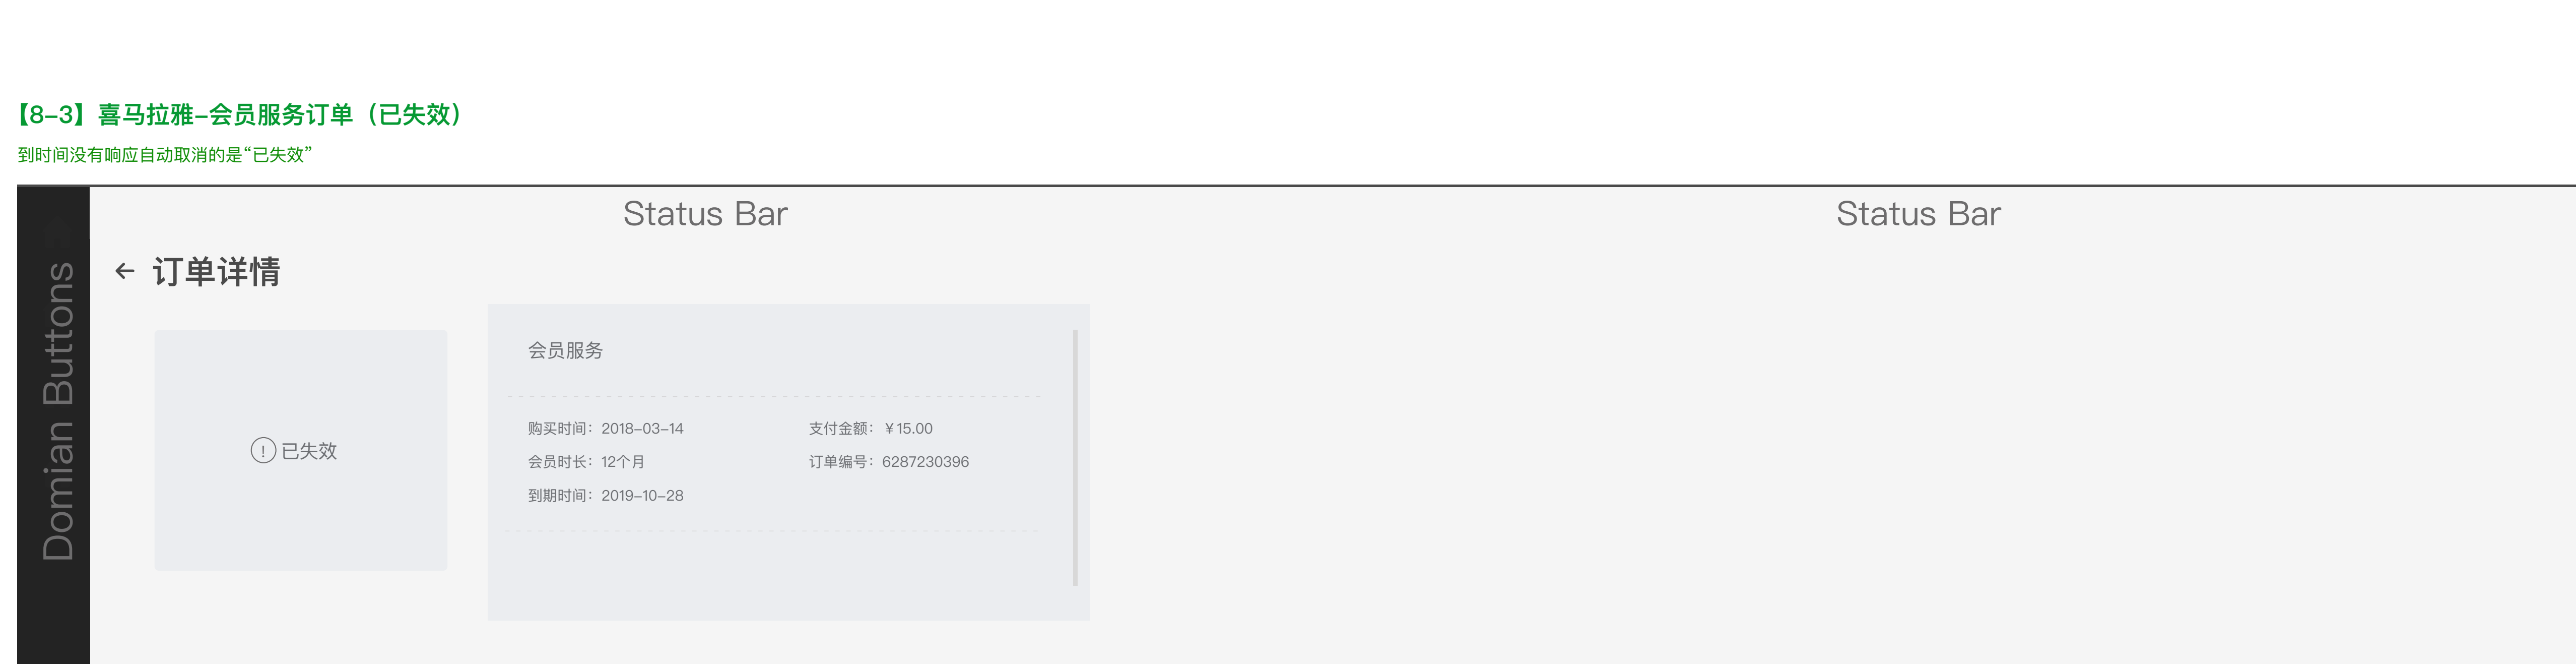 【8-3】喜马拉雅-会员服务订单（已失效）
到时间没有响应自动取消的是“已失效”
Status Bar
Status Bar
Domian Buttons
订单详情
! 已失效
会员服务
购买时间：2018-03-14
支付金额：￥15.00
会员时长：12个月
订单编号：6287230396
到期时间：2019-10-28